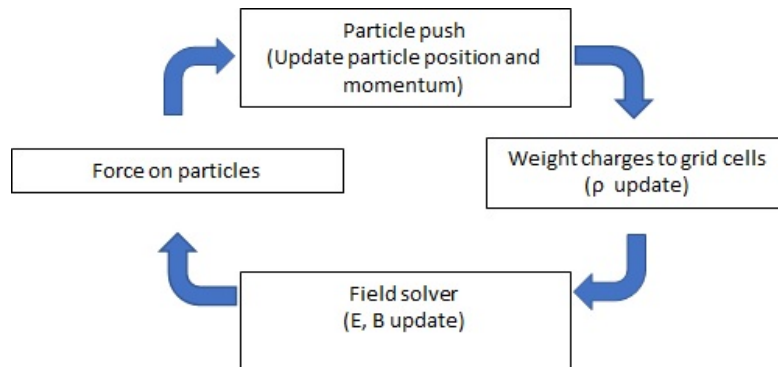 Particle push
(Update particle position and
momentum)
Force on particles
Weight charges to grid cells
(ρ update)
Field solver
(E, B update)